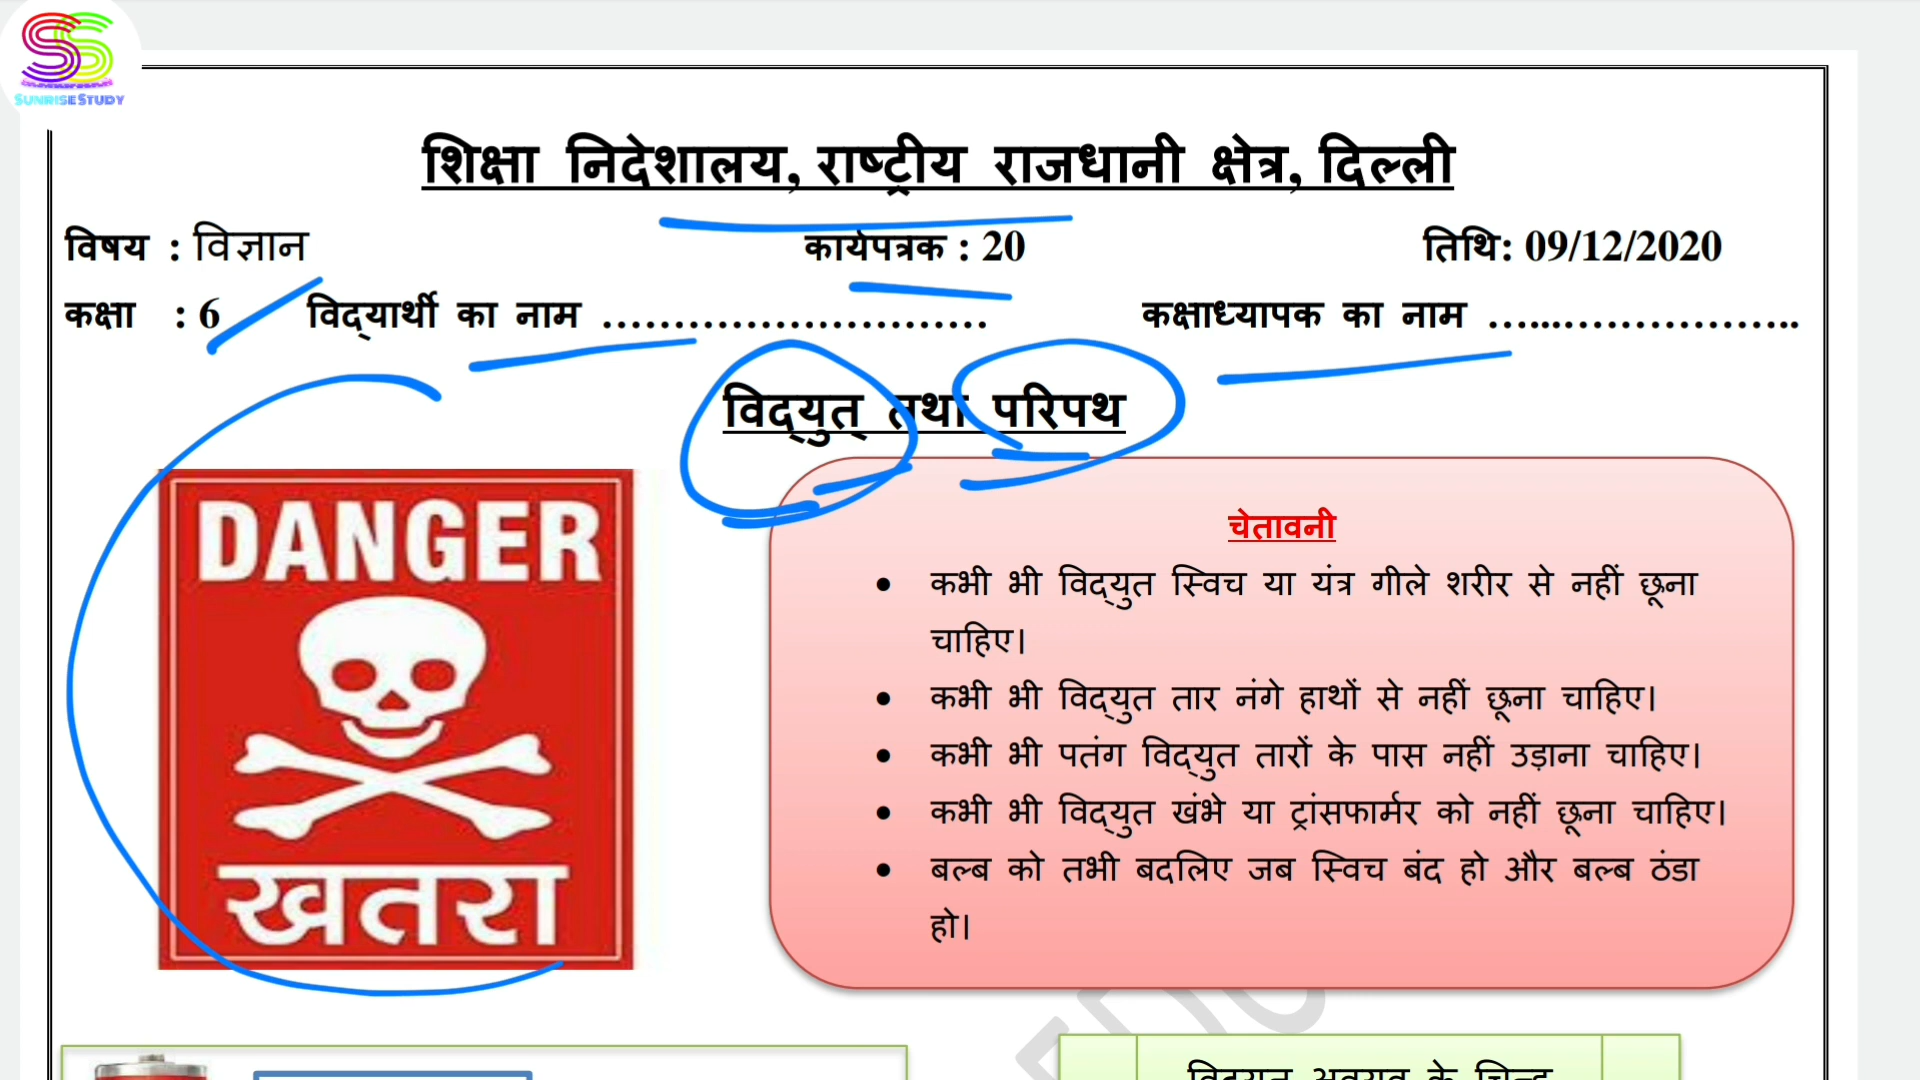 SUNRISESTUDY
शिक्षा निदेशालय, राष्ट्रीय राजधानी क्षेत्र, दिल्ली
विषय : विज्ञान कार्यपत्रक : 20 तिथि: 09/12/2020
कक्षा : 6 विद्यार्थी का नाम ……………………… कक्षाध्यापक का नाम …...……………..
विद्युत् तथा परिपथ
DANGER
खतरा
चेतावनी
• कभी भी विद्युत स्विच या यंत्र गीले शरीर से नहीं छूना
चाहिए।
• कभी भी विद्युत तार नंगे हाथों से नहीं छूना चाहिए।
• कभी भी पतंग विद्युत तारों के पास नहीं उड़ाना चाहिए।
• कभी भी विद्युत खंभे या ट्रांसफार्मर को नहीं छूना चाहिए।
• बल्ब को तभी बदलिए जब स्विच बंद हो और बल्ब ठंडा
हो।